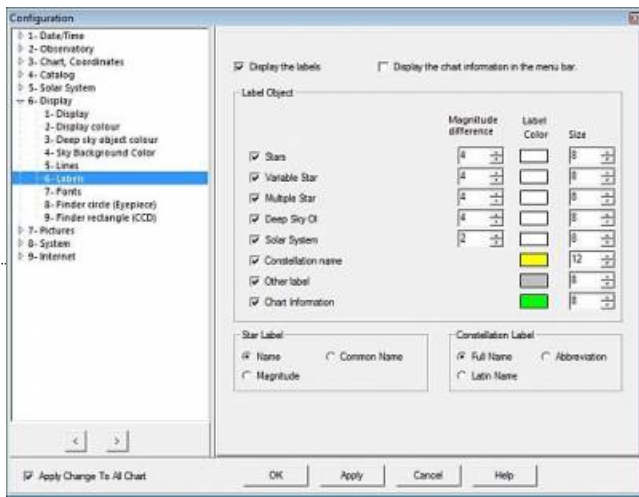 Configuration
1- Date/Time
2- Observatory
3- Chart, Coordinates
4- Catalog
5- Solar System
6- Display
1- Display
2- Display colour
3- Deep sky object colour
4- Sky Background Color
5- Lines
6- Labels
7- Fonts
8- Finder circle (Eyepiece)
9- Finder rectangle (CCD)
7- Pictures
8- System
9- Internet
< >
Display the labels Display the chart information in the menu bar.
Label Object
Magnitude difference Label Color Size
Stars 4 8
Variable Star 4 8
Multiple Star 4 8
Deep Sky Ol 4 8
Solar System 2 8
Constellation name 12
Other label 8
Chart Information 8
Star Label
Name Common Name
Magnitude
Constellation Label
Full Name Abbreviation
Latin Name
Apply Change To All Chart OK Apply Cancel Help